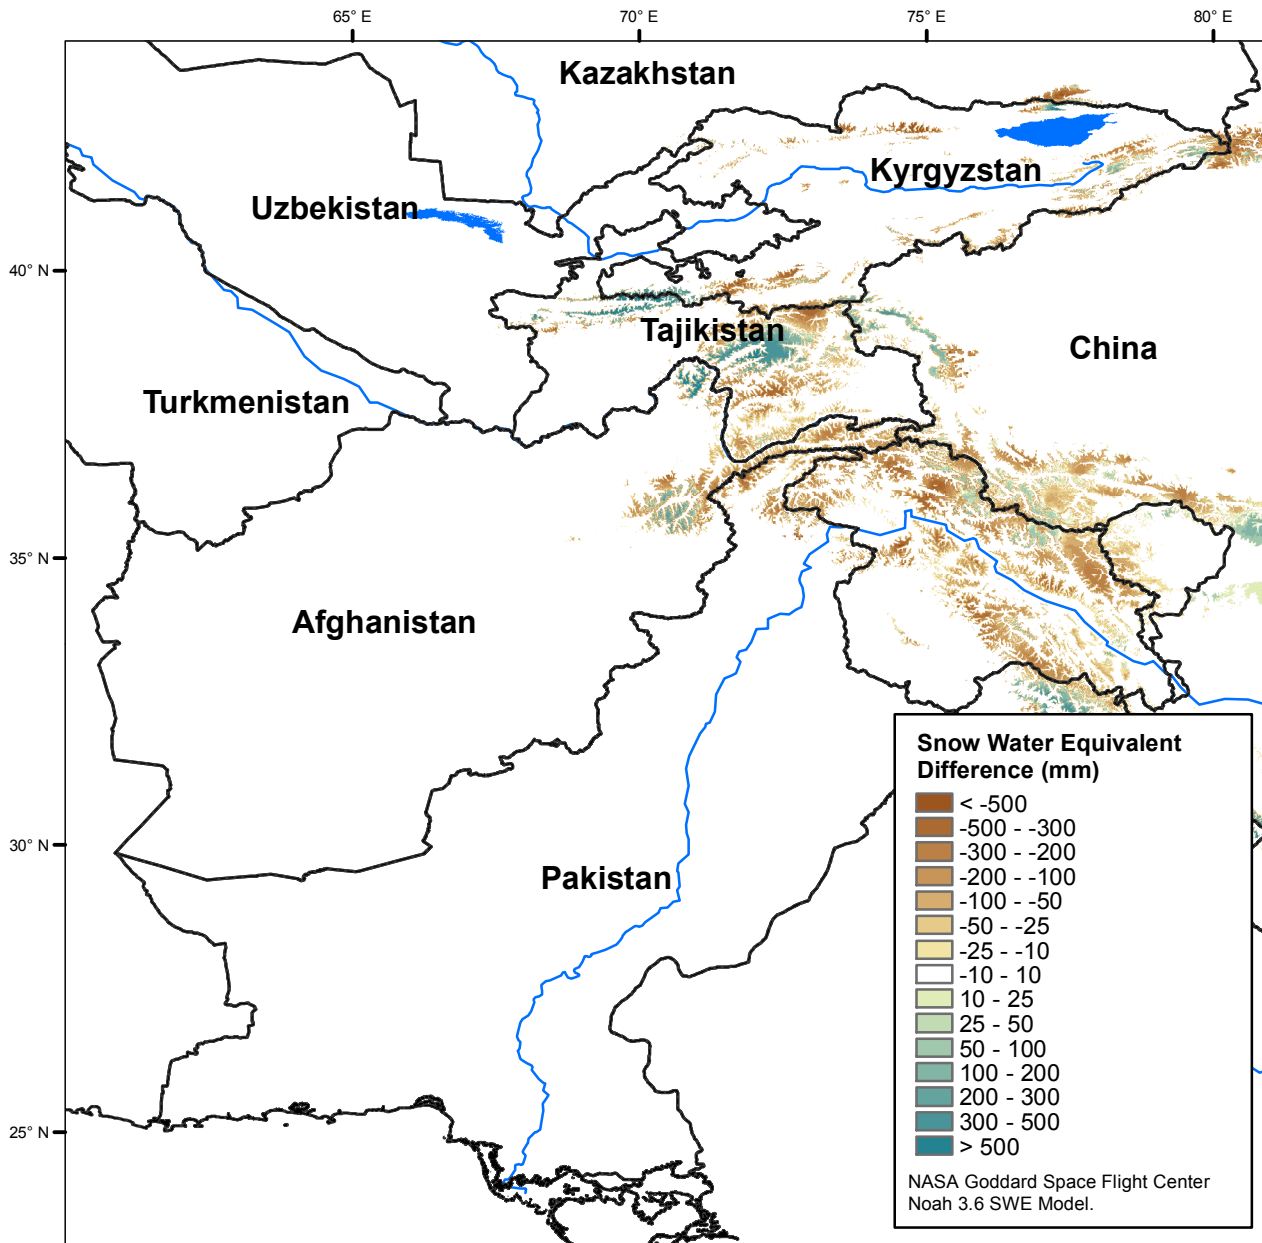 65° E
70° E
75° E
80° E
Kazakhstan
Kyrgyzstan
Uzbekistan
40° N
Tajikistan
China
Turkmenistan
35° N
Afghanistan
30° N
Pakistan
25° N
Snow Water Equivalent
Difference (mm)
< -500
-500 - -300
-300 - -200
-200 - -100
-100 - -50
-50 - -25
-25 - -10
-10 - 10
10 - 25
25 - 50
50 - 100
100 - 200
200 - 300
300 - 500
> 500
NASA Goddard Space Flight Center
Noah 3.6 SWE Model.